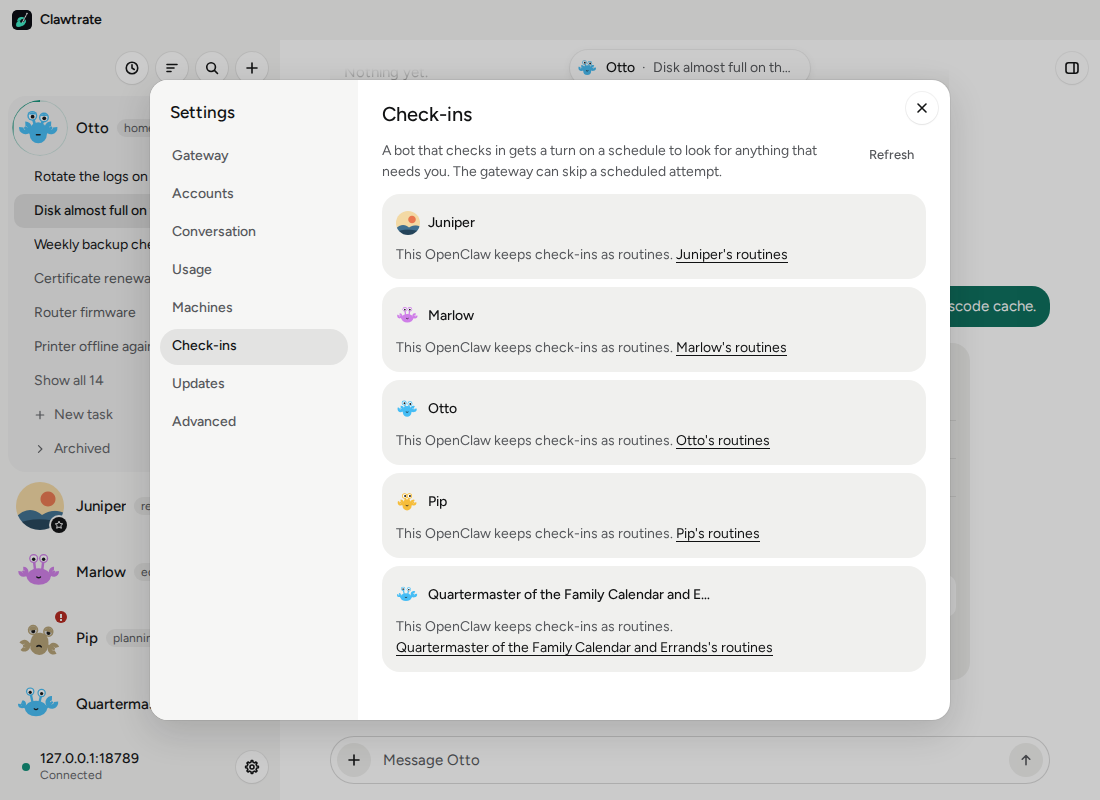 Clawtrate
Nothing yet.
Otto · Disk almost full on th...
Otto
home
Rotate the logs on
Disk almost full on
Weekly backup che
Certificate renewa
Router firmware
Printer offline again
Show all 14
New task
Archived
Juniper
re
Marlow
ec
Pip
plannin
Quarterma
127.0.0.1:18789
Connected
Settings
Gateway
Accounts
Conversation
Usage
Machines
Check-ins
Updates
Advanced
Check-ins
A bot that checks in gets a turn on a schedule to look for anything that
needs you. The gateway can skip a scheduled attempt.
Refresh
Juniper
This OpenClaw keeps check-ins as routines. Juniper's routines
Marlow
This OpenClaw keeps check-ins as routines. Marlow's routines
Otto
This OpenClaw keeps check-ins as routines. Otto's routines
Pip
This OpenClaw keeps check-ins as routines. Pip's routines
Quartermaster of the Family Calendar and E...
This OpenClaw keeps check-ins as routines.
Quartermaster of the Family Calendar and Errands's routines
scode cache.
Message Otto